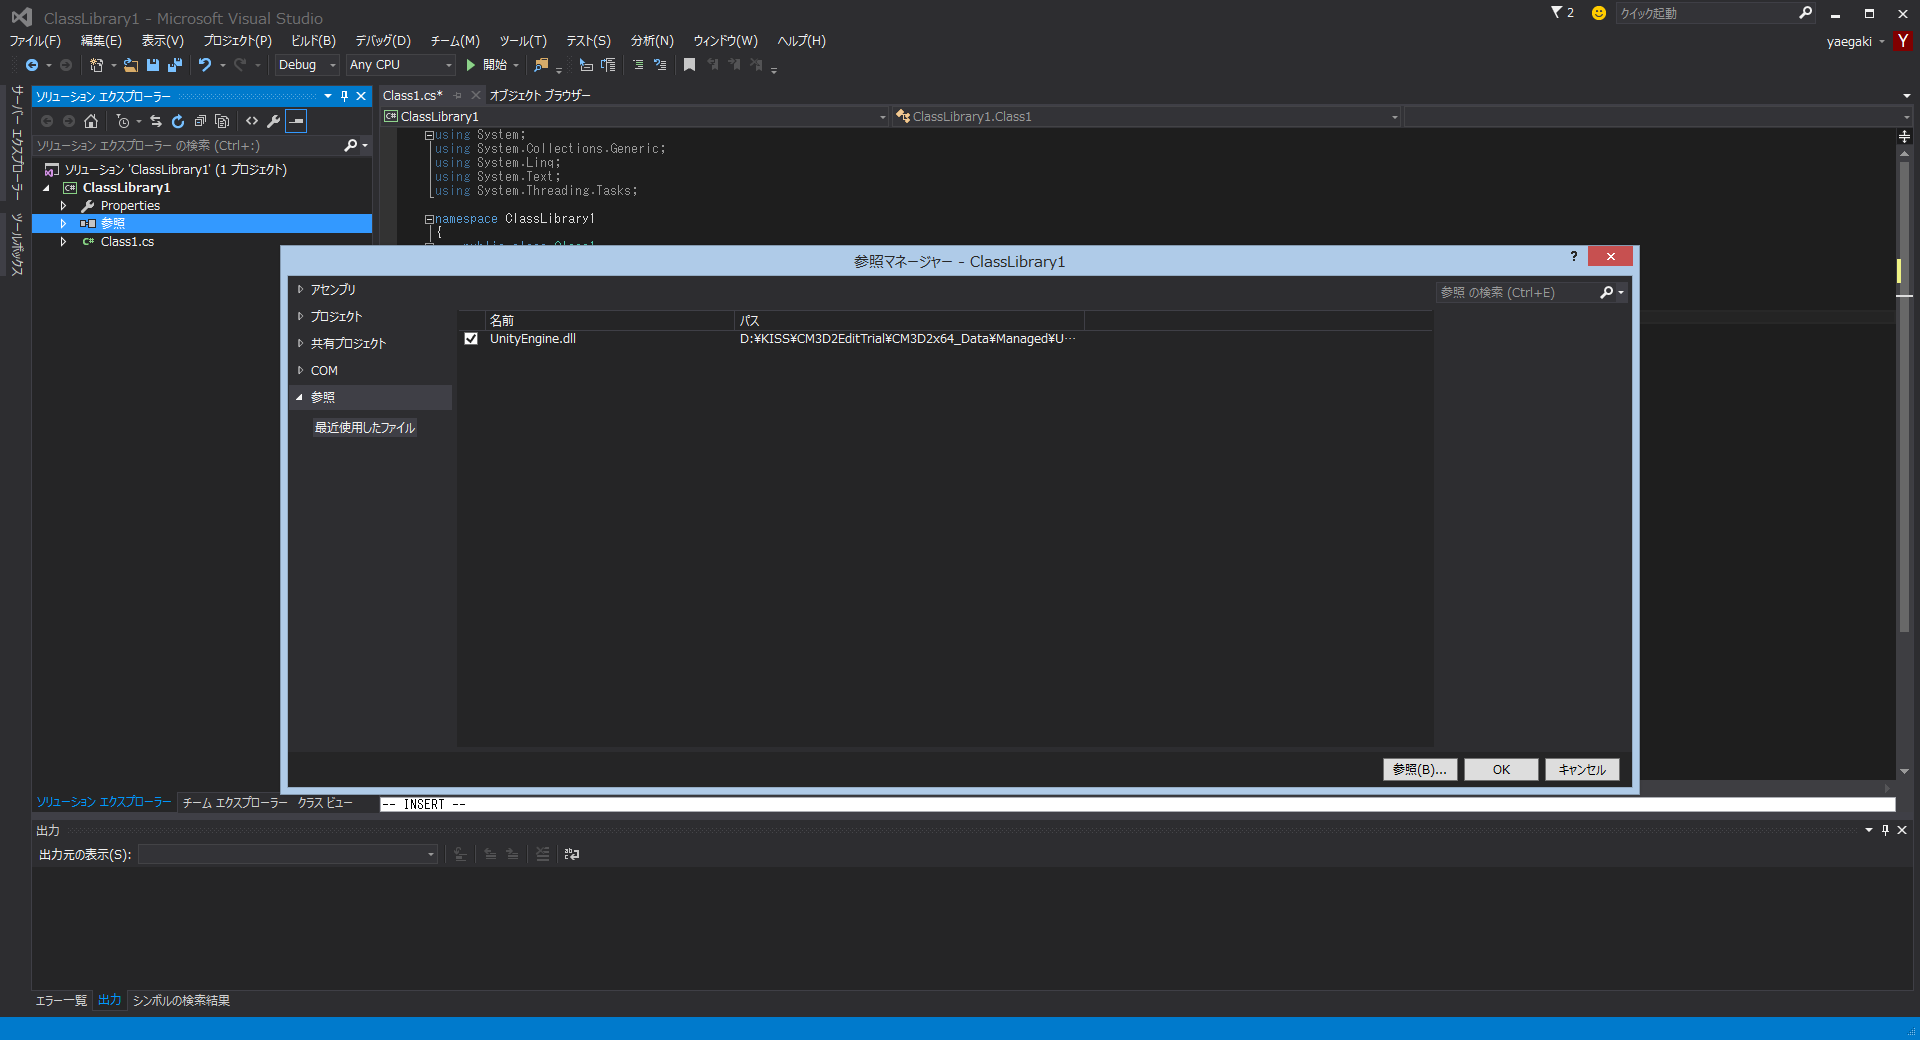 ClassLibrary1 - Microsoft Visual Studio
2
クイック起動
ファイル(F) 編集(E) 表示(V) プロジェクト(P) ビルド(B) デバッグ(D) チーム(M) ツール(T) テスト(S) 分析(N) ウィンドウ(W) ヘルプ(H)
yaegaki
Y
Debug
Any CPU
開始
サーバー エクスプローラー
ツールボックス
ソリューション エクスプローラー
ソリューション エクスプローラー の検索 (Ctrl+:)
ソリューション 'ClassLibrary1' (1 プロジェクト)
C# ClassLibrary1
Properties
参照
C# Class1.cs
Class1.cs*
オブジェクト ブラウザー
C# ClassLibrary1
ClassLibrary1.Class1
using System;
using System.Collections.Generic;
using System.Linq;
using System.Text;
using System.Threading.Tasks;
namespace ClassLibrary1
{
public class Class1
参照マネージャー - ClassLibrary1
?
アセンブリ
プロジェクト
共有プロジェクト
COM
参照
最近使用したファイル
名前
パス
UnityEngine.dll
D:¥KISS¥CM3D2EditTrial¥CM3D2x64_Data¥Managed¥U…
参照 の検索 (Ctrl+E)
参照(B)...
OK
キャンセル
ソリューション エクスプローラー
チーム エクスプローラー
クラス ビュー
-- INSERT --
出力
出力元の表示(S):
エラー一覧
出力
シンボルの検索結果